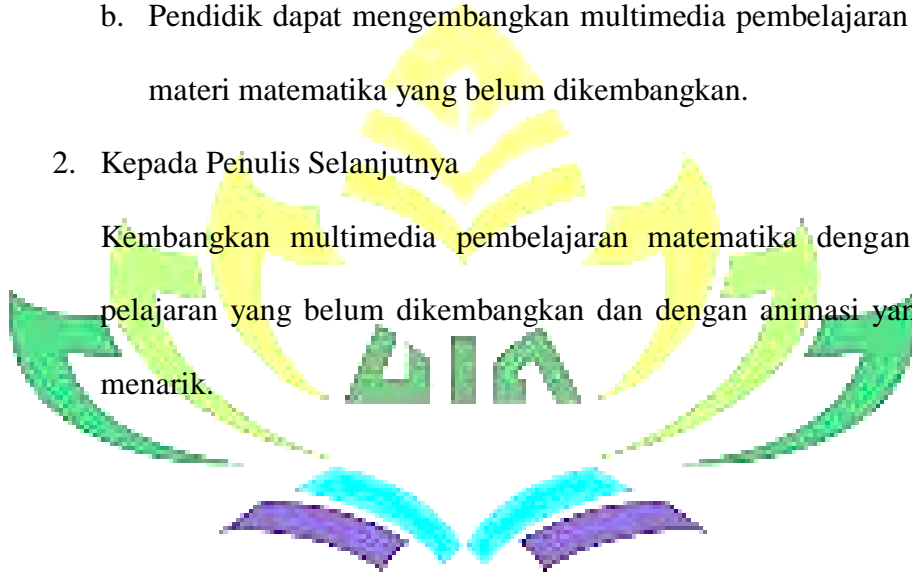 b. Pendidik dapat mengembangkan multimedia pembelajaran
materi matematika yang belum dikembangkan.
2. Kepada Penulis Selanjutnya
Kembangkan multimedia pembelajaran matematika dengan
pelajaran yang belum dikembangkan dan dengan animasi
menarik.